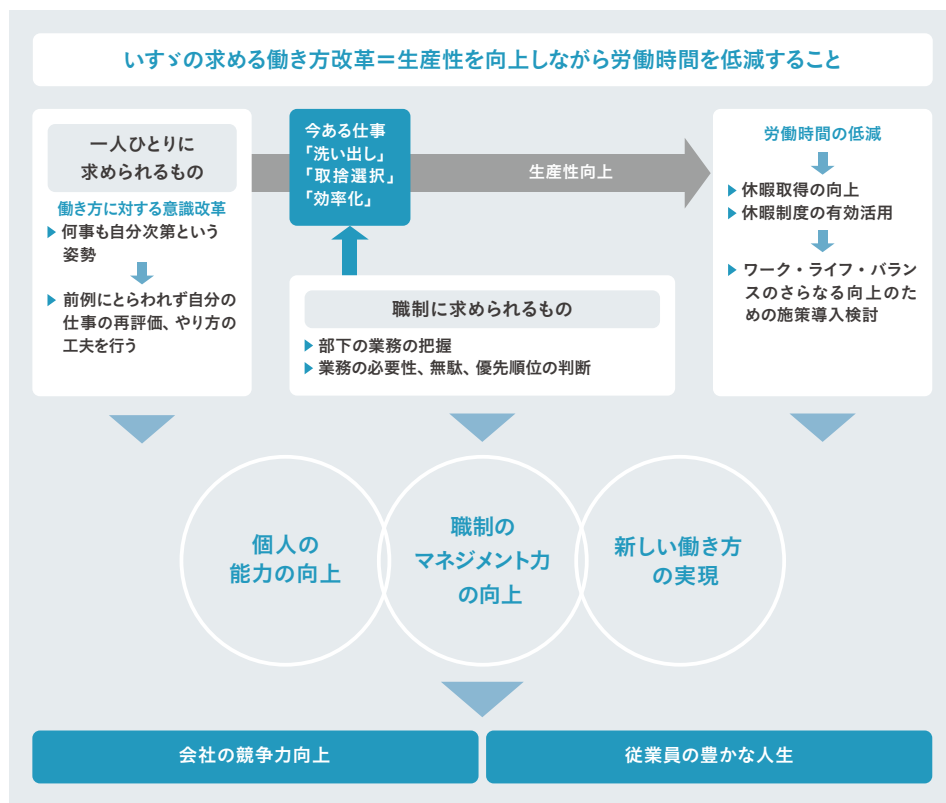 いすゞの求める働き方改革＝生産性を向上しながら労働時間を低減すること
一人ひとりに
求められるもの
働き方に対する意識改革
何事も自分次第という
姿勢
前例にとらわれず自分の
仕事の再評価、やり方の
工夫を行う
今ある仕事
「洗い出し」
「取捨選択」
「効率化」
生産性向上
職制に求められるもの
部下の業務の把握
業務の必要性、無駄、優先順位の判断
労働時間の低減
休暇取得の向上
休暇制度の有効活用
ワーク・ライフ・バラン
スのさらなる向上のた
めの施策導入検討
個人の
能力の向上
職制の
マネジメント力
の向上
新しい働き方
の実現
会社の競争力向上
従業員の豊かな人生